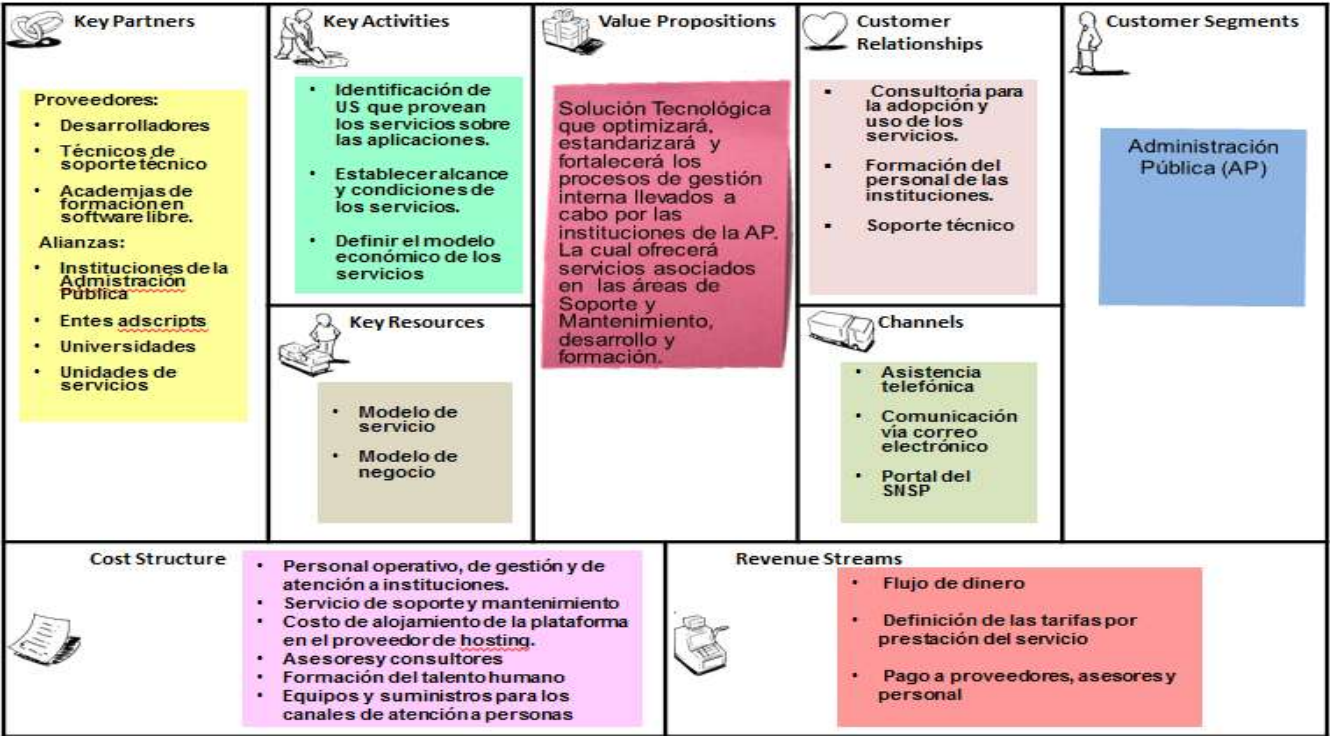 Key Partners
Proveedores:
• Desarrolladores
• Técnicos de
soporte técnico
• Academias de
formación en
software libre.
Alianzas:
• Instituciones de la
Admistración
Pública
• Entes adscripts
• Universidades
• Unidades de
servicios
Key Activities
• Identificación de
US que provean
los servicios sobre
las aplicaciones.
• Establecer alcance
y condiciones de
los servicios.
• Definir el modelo
económico de los
servicios
Key Resources
• Modelo de
servicio
• Modelo de
negocio
Value Propositions
Solución Tecnológica
que optimizará,
estandarizará y
fortalecerá los
procesos de gestión
interna llevados a
cabo por las
instituciones de la AP.
La cual ofrecerá
servicios asociados
en las áreas de
Soporte y
Mantenimiento,
desarrollo y
formación.
Customer
Relationships
▪ Consultoría para
la adopción y
uso de los
servicios.
▪ Formación del
personal de las
instituciones.
▪ Soporte técnico
Channels
• Asistencia
telefónica
• Comunicación
vía correo
electrónico
• Portal del
SNSP
Customer Segments
Administración
Pública (AP)
Cost Structure
• Personal operativo, de gestión y de
atención a instituciones.
• Servicio de soporte y mantenimiento
• Costo de alojamiento de la plataforma
en el proveedor de hosting.
• Asesores y consultores
• Formación del talento humano
• Equipos y suministros para los
canales de atención a personas
Revenue Streams
• Flujo de dinero
• Definición de las tarifas por
prestación del servicio
• Pago a proveedores, asesores y
personal